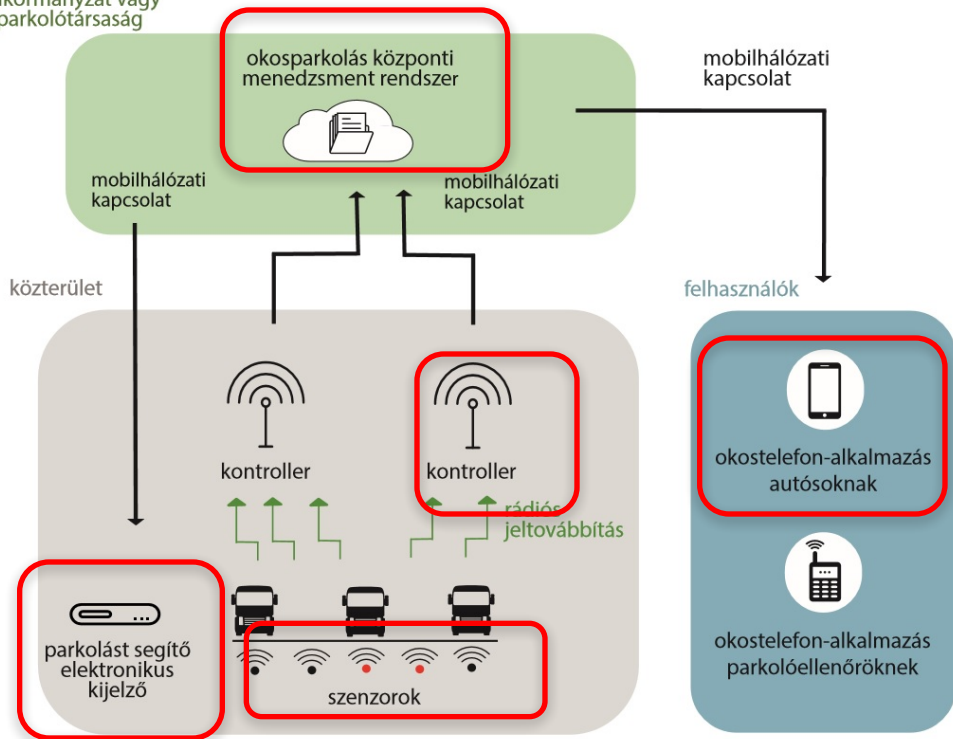 vagy
parkolótársaság
okosparkolás központi
menedzsment rendszer
mobilhálózati
kapcsolat
mobilhálózati
kapcsolat
mobilhálózati
kapcsolat
közterület
felhasználók
kontroller
kontroller
rádiós
jeltovábbítás
okostelefon-alkalmazás
autósoknak
parkolást segítő
elektronikus
kijelző
szenzorok
okostelefon-alkalmazás
parkolóellenőröknek